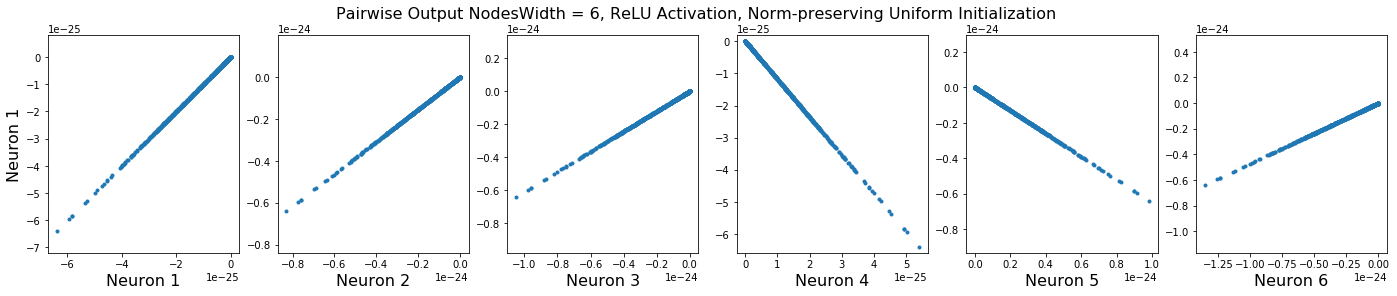 Pairwise Output NodesWidth = 6, ReLU Activation, Norm-preserving Uniform Initialization
1e−25
0
−1
−2
−3
−4
−5
−6
−7
Neuron 1
−6 −4 −2 0
1e−25
Neuron 1
1e−24
0.0
−0.2
−0.4
−0.6
−0.8
−0.8 −0.6 −0.4 −0.2 0.0
1e−24
Neuron 2
1e−24
0.2
0.0
−0.2
−0.4
−0.6
−0.8
−1.0 −0.8 −0.6 −0.4 −0.2 0.0
1e−24
Neuron 3
1e−25
0
−1
−2
−3
−4
−5
−6
0 1 2 3 4 5
1e−25
Neuron 4
1e−24
0.2
0.0
−0.2
−0.4
−0.6
−0.8
0.0 0.2 0.4 0.6 0.8 1.0
1e−24
Neuron 5
1e−24
0.4
0.2
0.0
−0.2
−0.4
−0.6
−0.8
−1.0
−1.25 −1.00 −0.75 −0.50 −0.25 0.00
1e−24
Neuron 6